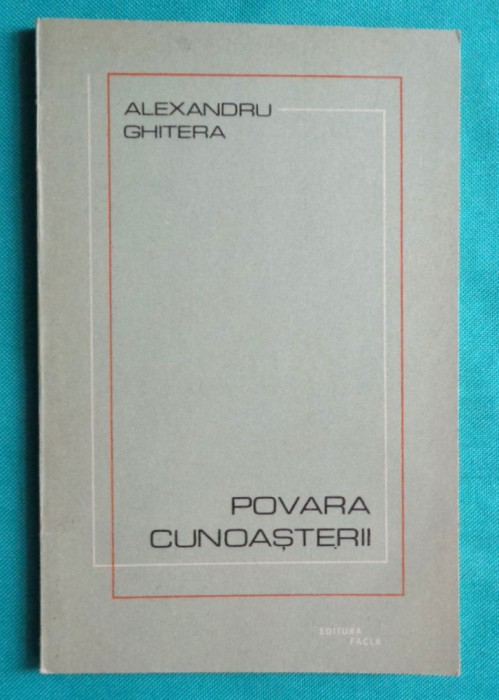 ALEXANDRU
GHITERA
POVARA
CUNOAȘTERII
EDITURA
FACLA